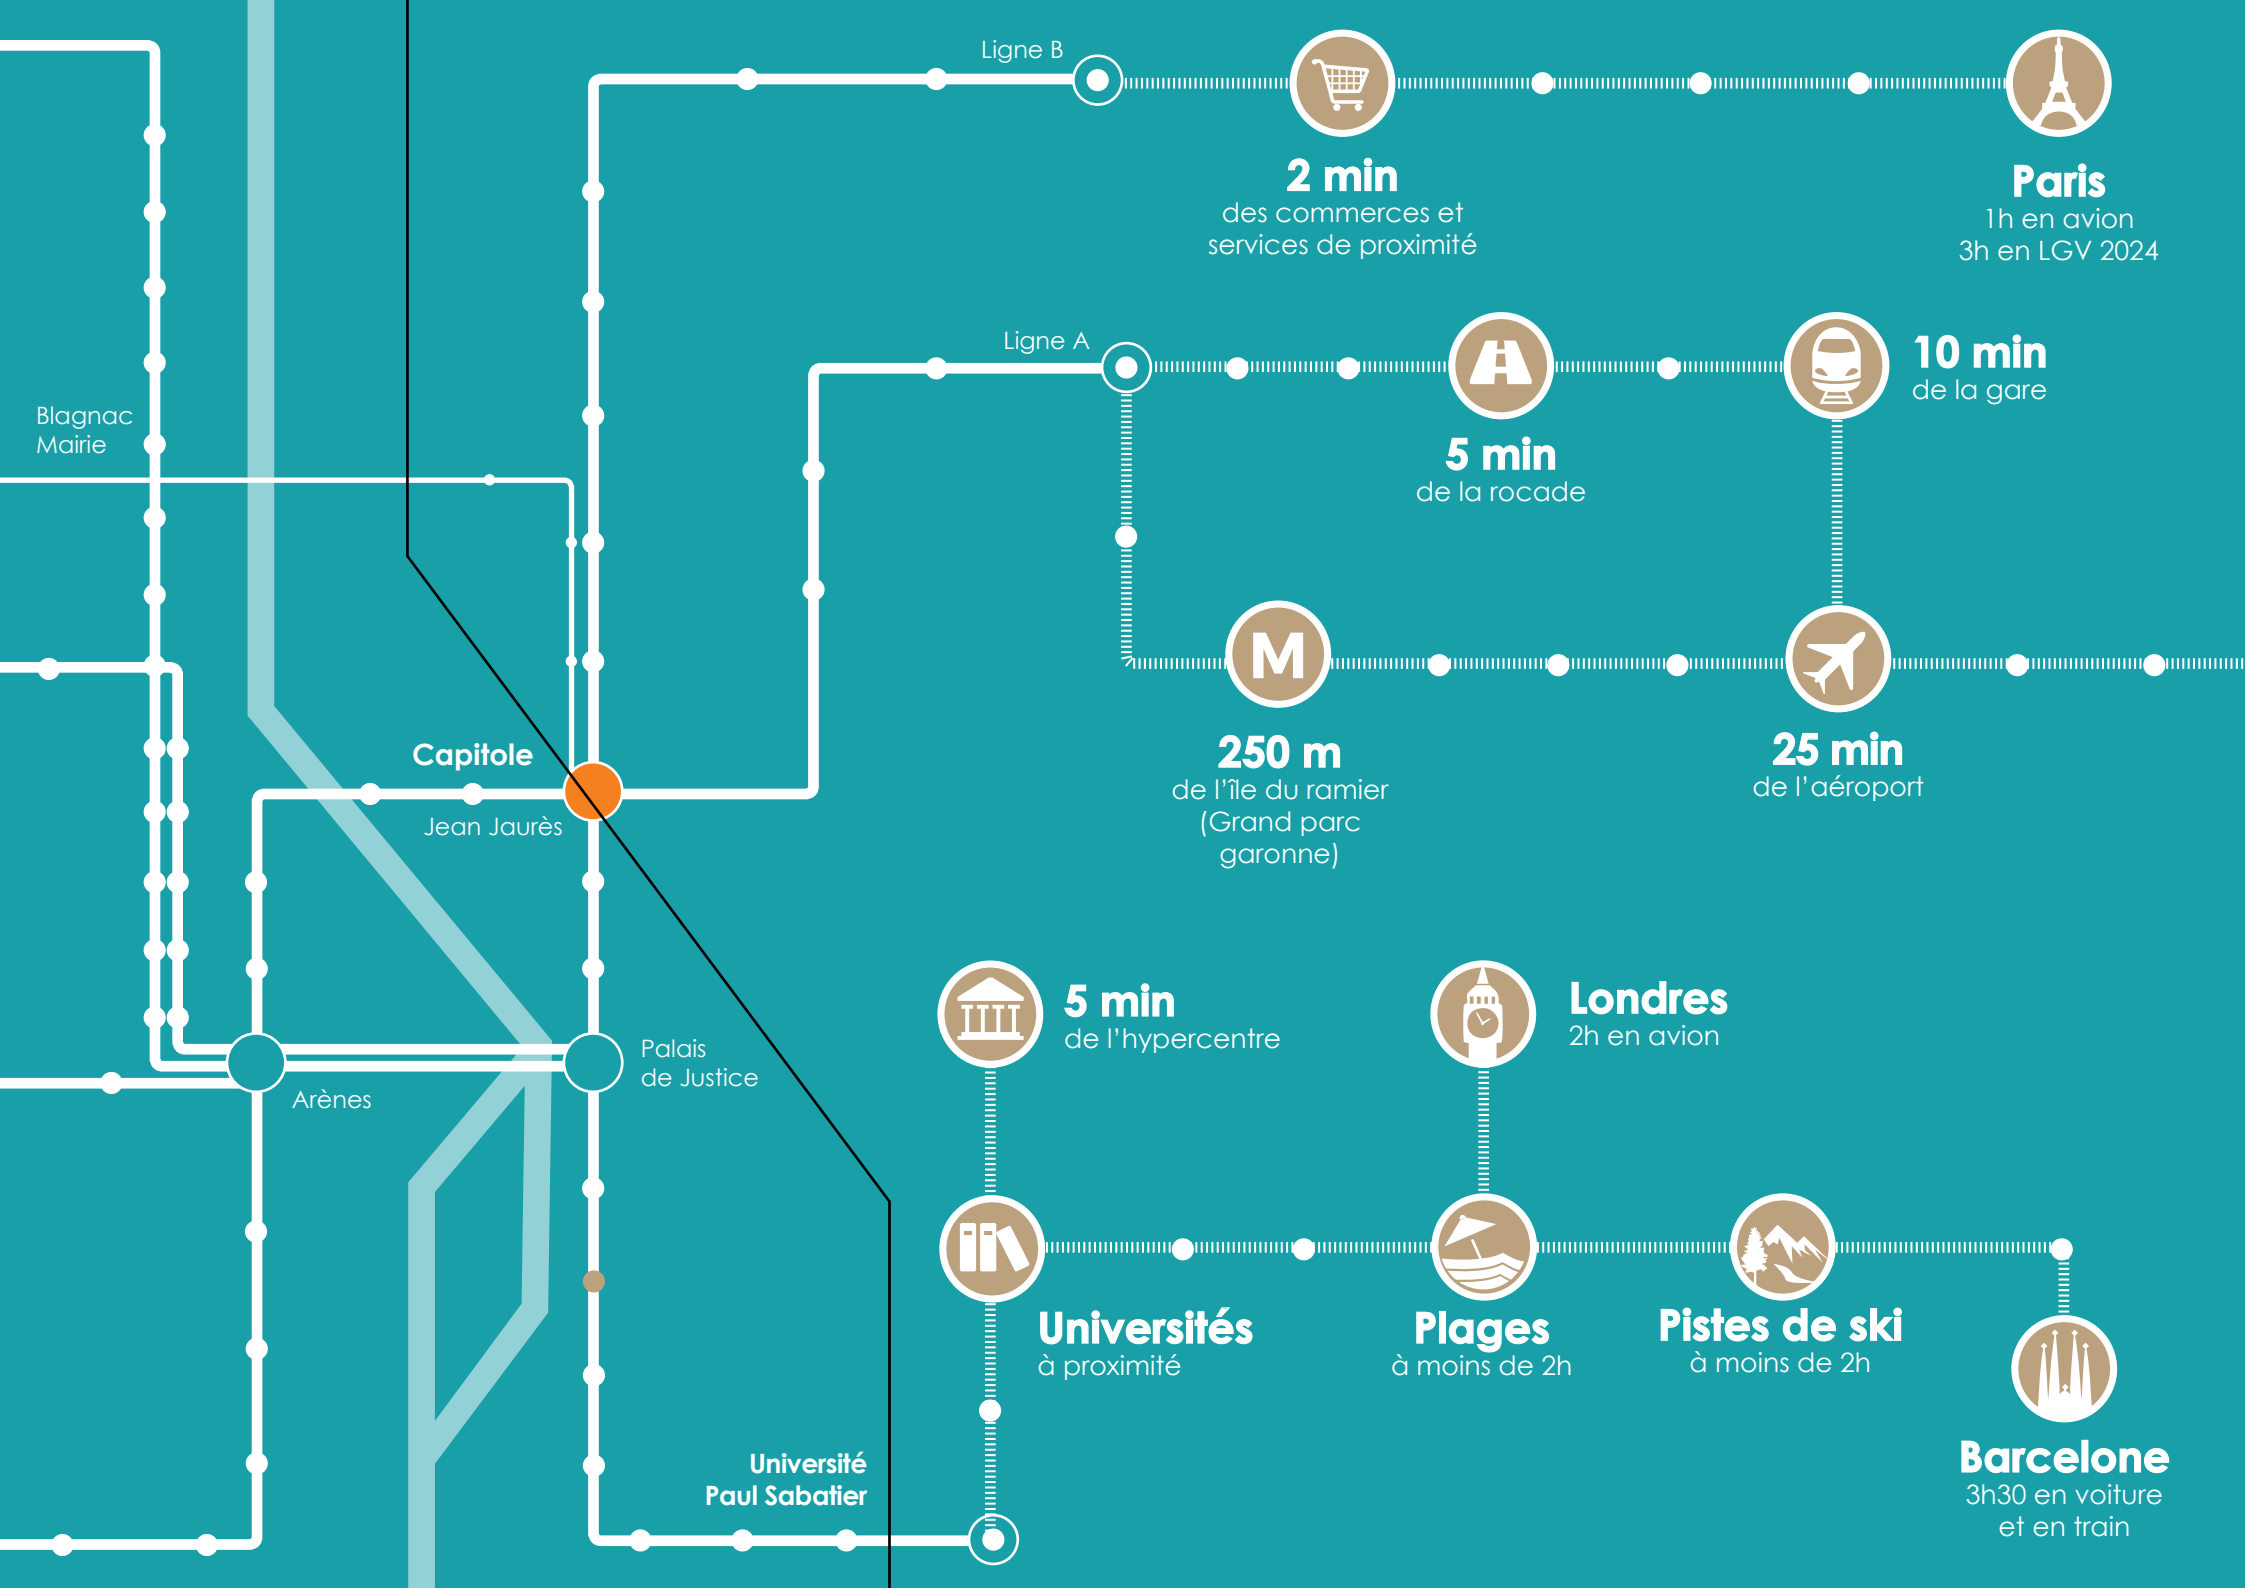 Ligne B
2 min
des commerces et
services de proximité
Paris
1h en avion
3h en LGV 2024
Ligne A
5 min
de la rocade
10 min
de la gare
Blagnac
Mairie
M
250 m
de l'île du ramier
(Grand parc
garonne)
25 min
de l'aéroport
Capitole
Jean Jaurès
Palais
de Justice
Arènes
5 min
de l'hypercentre
Londres
2h en avion
Universités
à proximité
Plages
à moins de 2h
Pistes de ski
à moins de 2h
Barcelone
3h30 en voiture
et en train
Université
Paul Sabatier